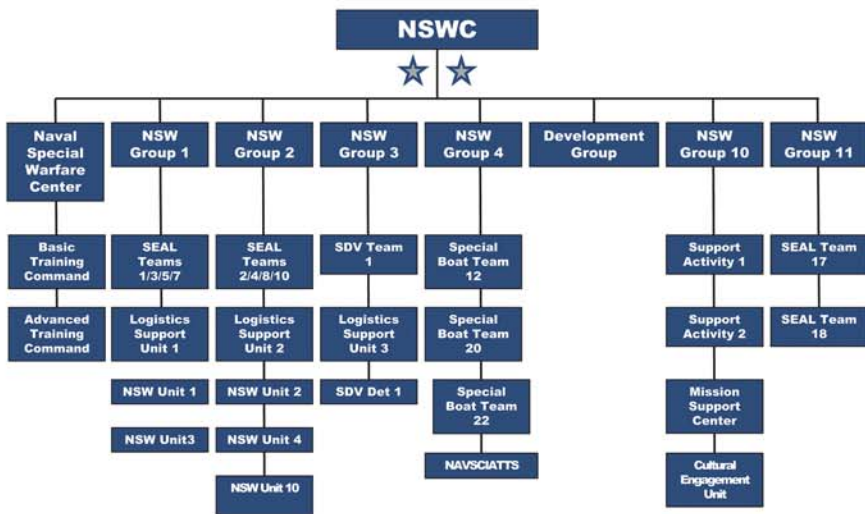 NSWC
Naval
Special
Warfare
Center
NSW
Group 1
NSW
Group 2
NSW
Group 3
NSW
Group 4
Development
Group
NSW
Group 10
NSW
Group 11
Basic
Training
Command
SEAL
Teams
1/3/5/7
SEAL
Teams
2/4/8/10
SDV Team
1
Special
Boat Team
12
Support
Activity 1
SEAL Team
17
Advanced
Training
Command
Logistics
Support
Unit 1
Logistics
Support
Unit 2
Logistics
Support
Unit 3
Special
Boat Team
20
Support
Activity 2
SEAL Team
18
NSW Unit 1
NSW Unit 2
SDV Det 1
Special
Boat Team
22
Mission
Support
Center
NSW Unit3
NSW Unit 4
NAVSCIATTS
Cultural
Engagement
Unit
NSW Unit 10